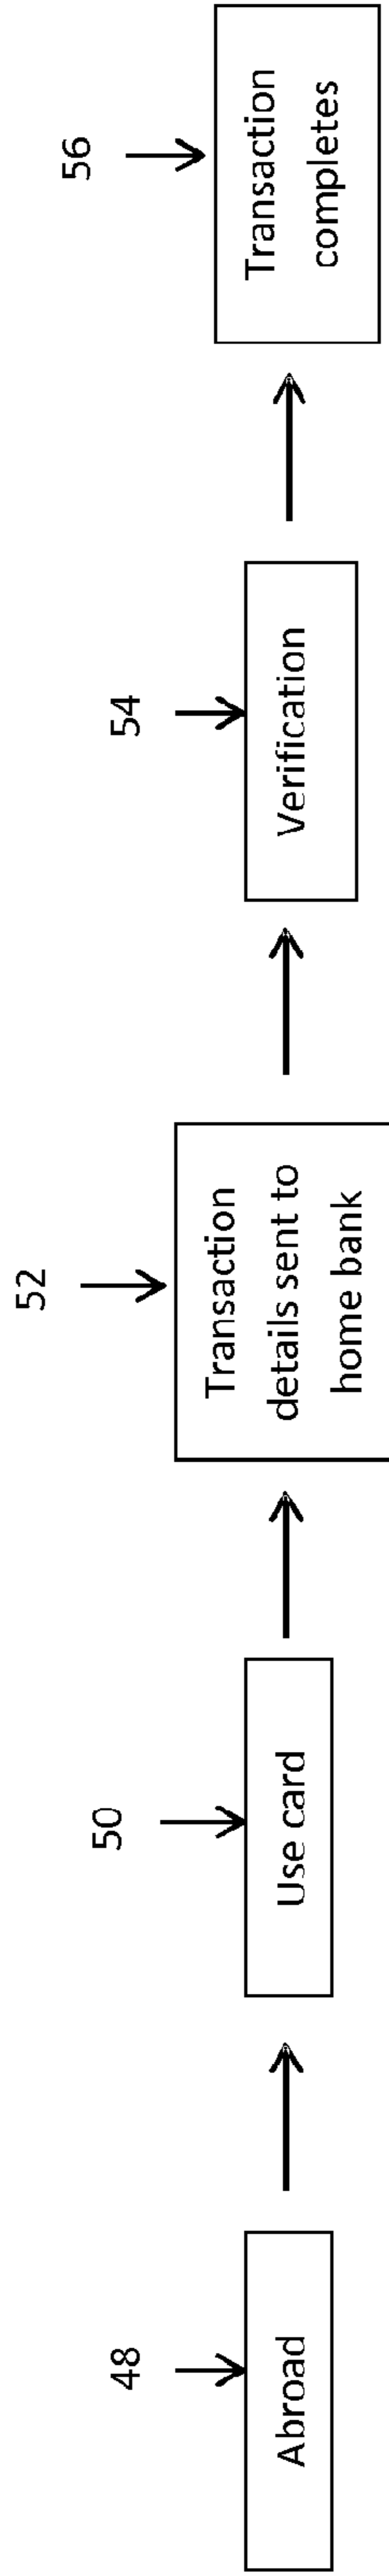 48
Abroad
50
Use card
52
Transaction
details sent to
home bank
54
Verification
56
Transaction
completes